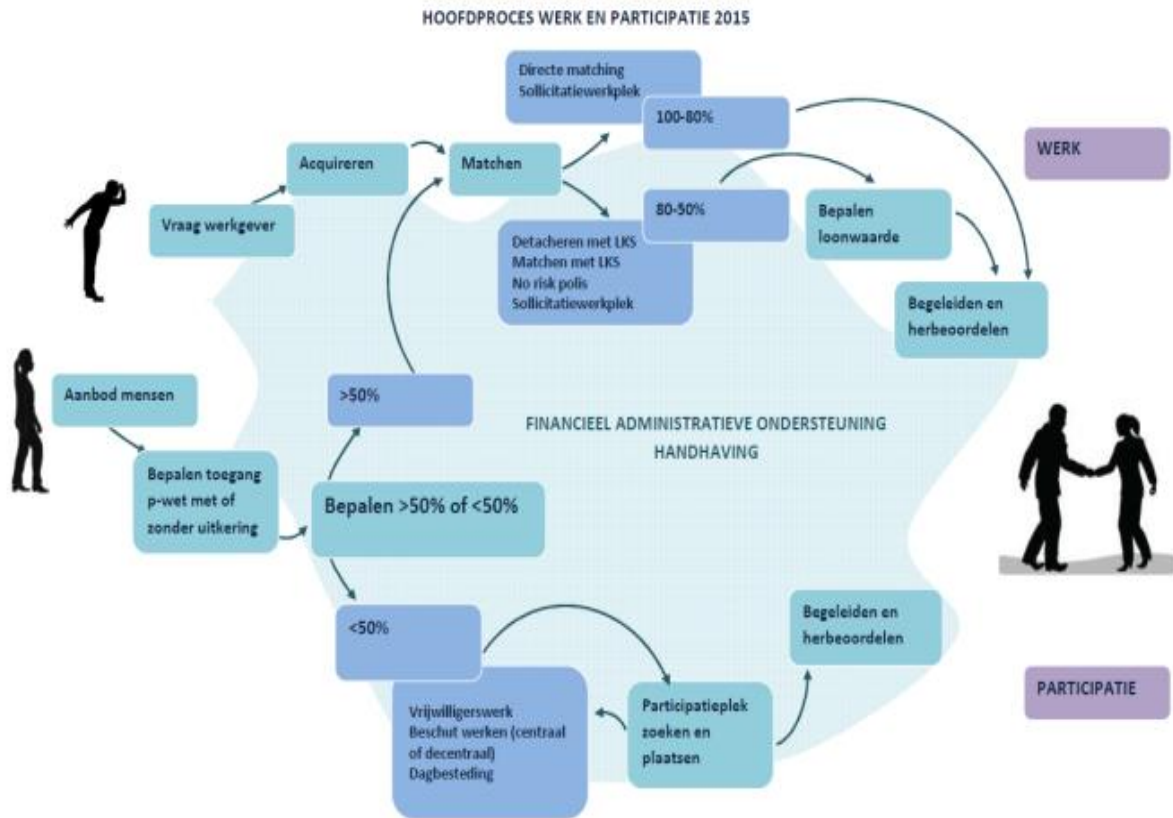 HOOFDPROCES WERK EN PARTICIPATIE 2015
Directe matching
Sollicitatiewerkplek
100-80%
WERK
Acquireren
Matchen
Vraag werkgever
80-50%
Bepalen
loonwaarde
Detacheren met LKS
Matchen met LKS
No risk polis
Sollicitatiewerkplek
Begeleiden en
herbeoordelen
Aanbod mensen
>50%
FINANCIEEL ADMINISTRATIEVE ONDERSTEUNING
HANDHAVING
Bepalen toegang
p-wet met of
zonder uitkering
Bepalen >50% of <50%
<50%
Begeleiden en
herbeoordelen
PARTICIPATIE
Vrijwilligerswerk
Beschut werken (centraal
of decentraal)
Dagbesteding
Participatieplek
zoeken en
plaatsen